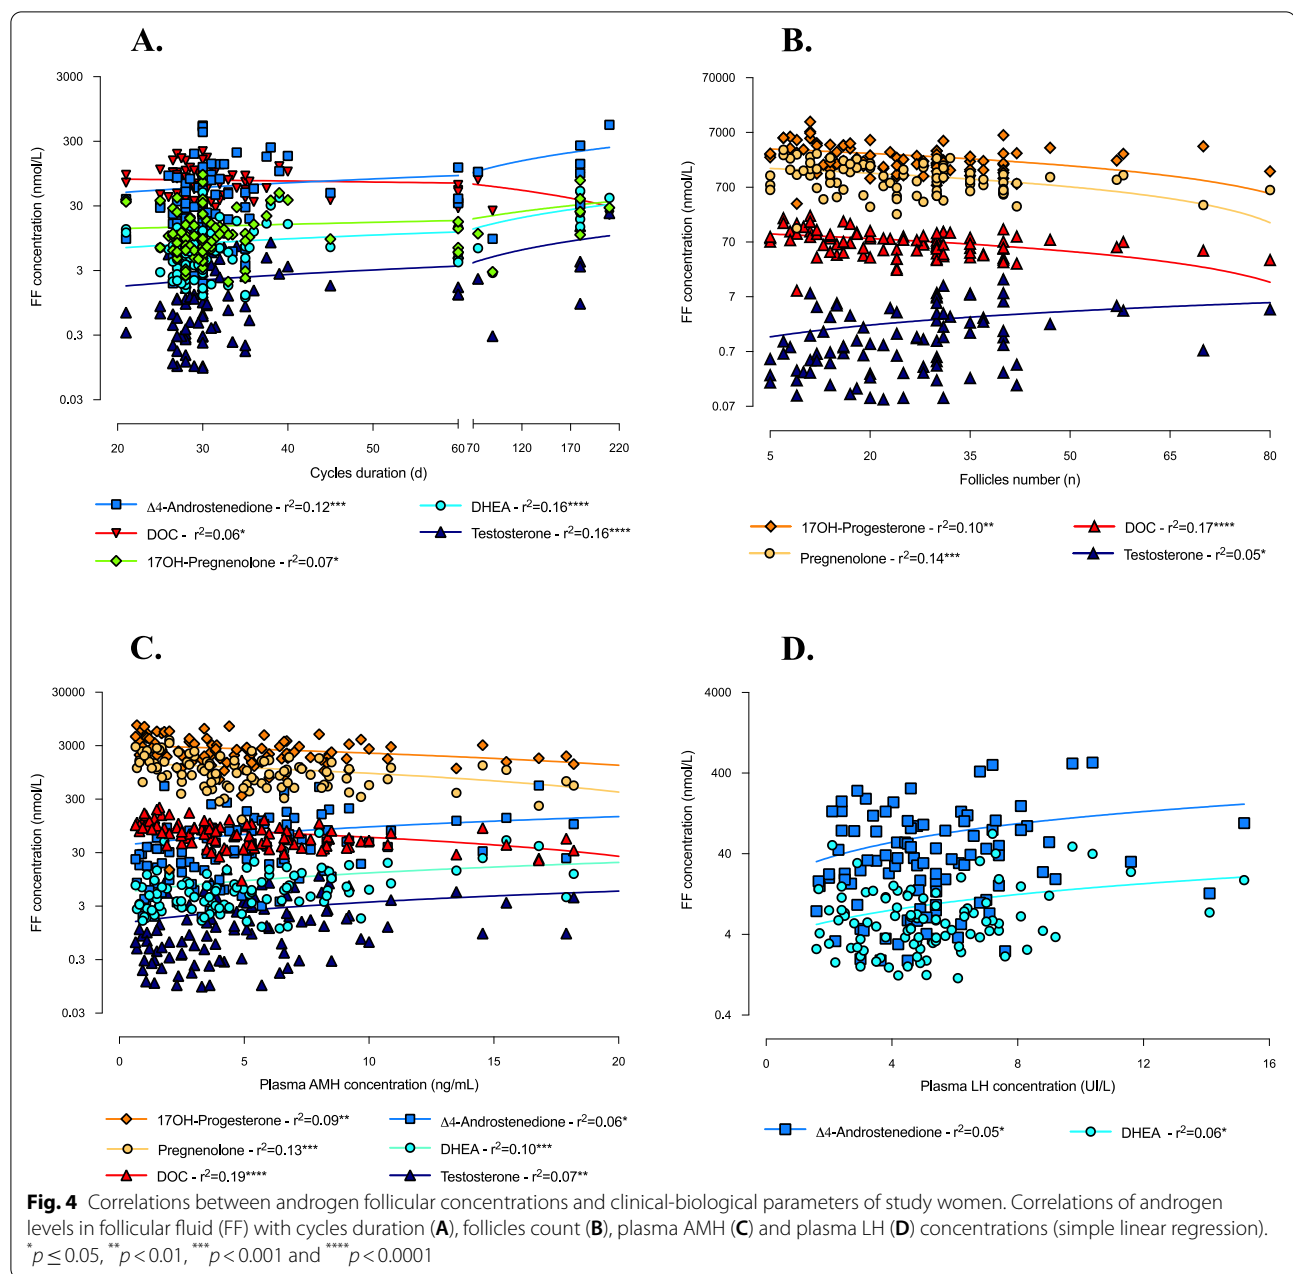 A.
3000
300
30
3
0.3
0.03
FF concentration (nmol/L)
20 30 40 50 60 70 120 170 220
Cycles duration (d)
Δ4-Androstenedione - r²=0.12***
DOC - r²=0.06*
17OH-Pregnenolone - r²=0.07*
DHEA - r²=0.16****
Testosterone - r²=0.16****
B.
70000
7000
700
70
7
0.7
0.07
FF concentration (nmol/L)
5 20 35 50 65 80
Follicles number (n)
17OH-Progesterone - r²=0.10**
Pregnenolone - r²=0.14***
DOC - r²=0.17****
Testosterone - r²=0.05*
C.
30000
3000
300
30
3
0.3
0.03
FF concentration (nmol/L)
0 5 10 15 20
Plasma AMH concentration (ng/mL)
17OH-Progesterone - r²=0.09**
Pregnenolone - r²=0.13***
DOC - r²=0.19****
Δ4-Androstenedione - r²=0.06*
DHEA - r²=0.10***
Testosterone - r²=0.07**
D.
4000
400
40
4
0.4
FF concentration (nmol/L)
0 4 8 12 16
Plasma LH concentration (UI/L)
Δ4-Androstenedione - r²=0.05*
DHEA - r²=0.06*
Fig. 4 Correlations between androgen follicular concentrations and clinical-biological parameters of study women. Correlations of androgen
levels in follicular fluid (FF) with cycles duration (A), follicles count (B), plasma AMH (C) and plasma LH (D) concentrations (simple linear regression).
*p ≤ 0.05, **p < 0.01, ***p < 0.001 and ****p < 0.0001